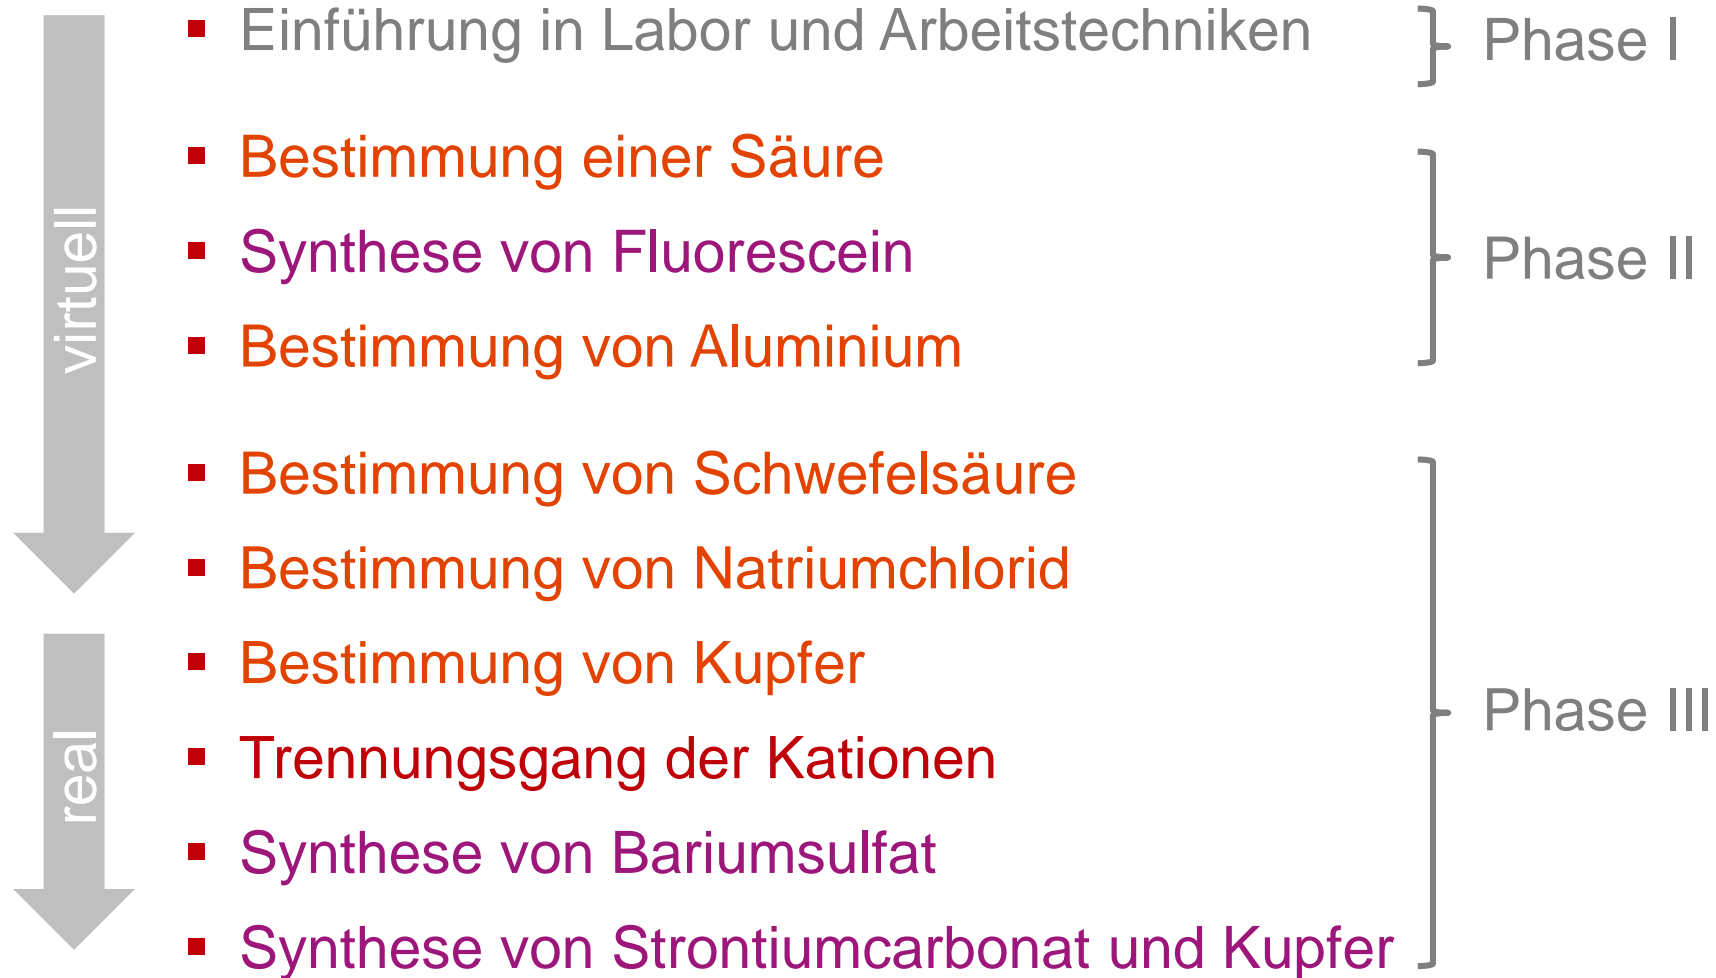 Einführung in Labor und Arbeitstechniken
Phase I
Bestimmung einer Säure
Synthese von Fluorescein
Phase II
Bestimmung von Aluminium
virtuell
Bestimmung von Schwefelsäure
Bestimmung von Natriumchlorid
Bestimmung von Kupfer
Phase III
Trennungsgang der Kationen
real
Synthese von Bariumsulfat
Synthese von Strontiumcarbonat und Kupfer